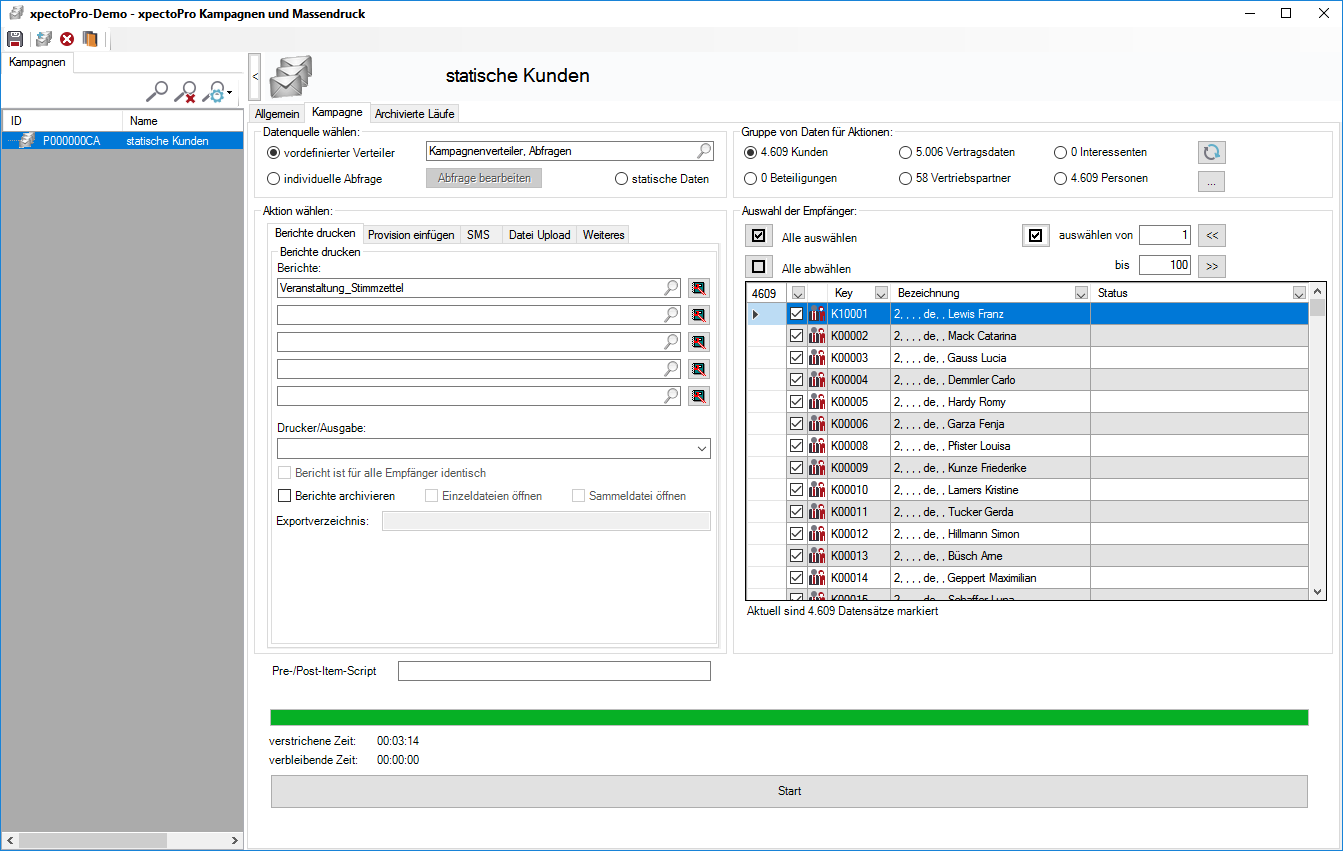 xpectoPro-Demo - xpectoPro Kampagnen und Massendruck
Kampagnen
ID Name
P000000CA statische Kunden
<
statische Kunden
Allgemein Kampagne Archivierte Läufe
Datenquelle wählen:
vordefinierter Verteiler Kampagnenverteiler, Abfragen
individuelle Abfrage Abfrage bearbeiten statische Daten
Gruppe von Daten für Aktionen:
4.609 Kunden 5.006 Vertragsdaten 0 Interessenten
0 Beteiligungen 58 Vertriebspartner 4.609 Personen ...
Aktion wählen:
Berichte drucken Provision einfügen SMS Datei Upload Weiteres
Berichte drucken
Berichte:
Veranstaltung_Stimmzettel
Drucker/Ausgabe:
Bericht ist für alle Empfänger identisch
Berichte archivieren Einzeldateien öffnen Sammeldatei öffnen
Exportverzeichnis:
Auswahl der Empfänger:
Alle auswählen auswählen von 1 <<
Alle abwählen bis 100 >>
4609 Key Bezeichnung Status
K10001 2, , , , de, , Lewis Franz
K00002 2, , , , de, , Mack Catarina
K00003 2, , , , de, , Gauss Lucia
K00004 2, , , , de, , Demmler Carlo
K00005 2, , , , de, , Hardy Romy
K00006 2, , , , de, , Garza Fenja
K00008 2, , , , de, , Pfister Louisa
K00009 2, , , , de, , Kunze Friederike
K00010 2, , , , de, , Lamers Kristine
K00011 2, , , , de, , Tucker Gerda
K00012 2, , , , de, , Hillmann Simon
K00013 2, , , , de, , Büsch Arne
K00014 2, , , , de, , Geppert Maximilian
K00015 2, , , , de, , Schaffer Luna
Aktuell sind 4.609 Datensätze markiert
Pre-/Post-Item-Script
verstrichene Zeit: 00:03:14
verbleibende Zeit: 00:00:00
Start